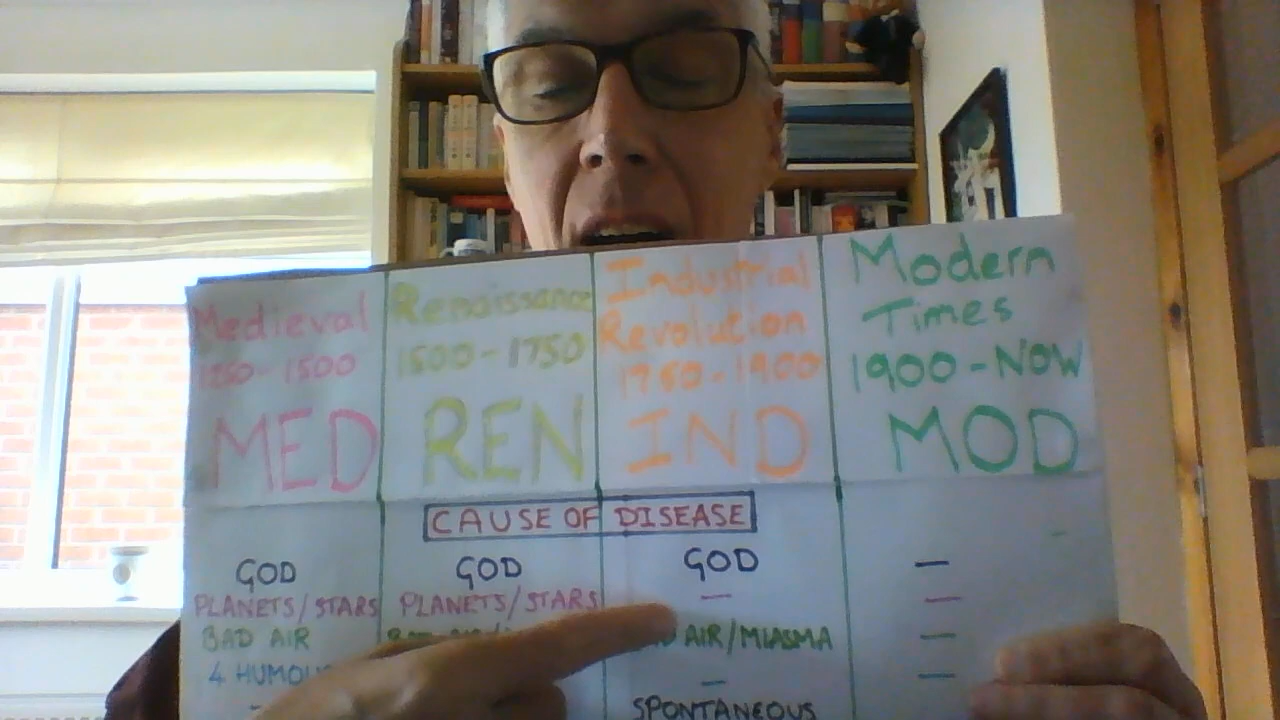 Medieval
1250-1500
MED
Renaissance
1500-1750
REN
Industrial
Revolution
1750-1900
IND
Modern
Times
1900-NOW
MOD
CAUSE OF DISEASE
GOD GOD GOD —
PLANETS/STARS PLANETS/STARS — —
BAD AIR AIR/MIASMA —
4 — —
- SPONTANEOUS